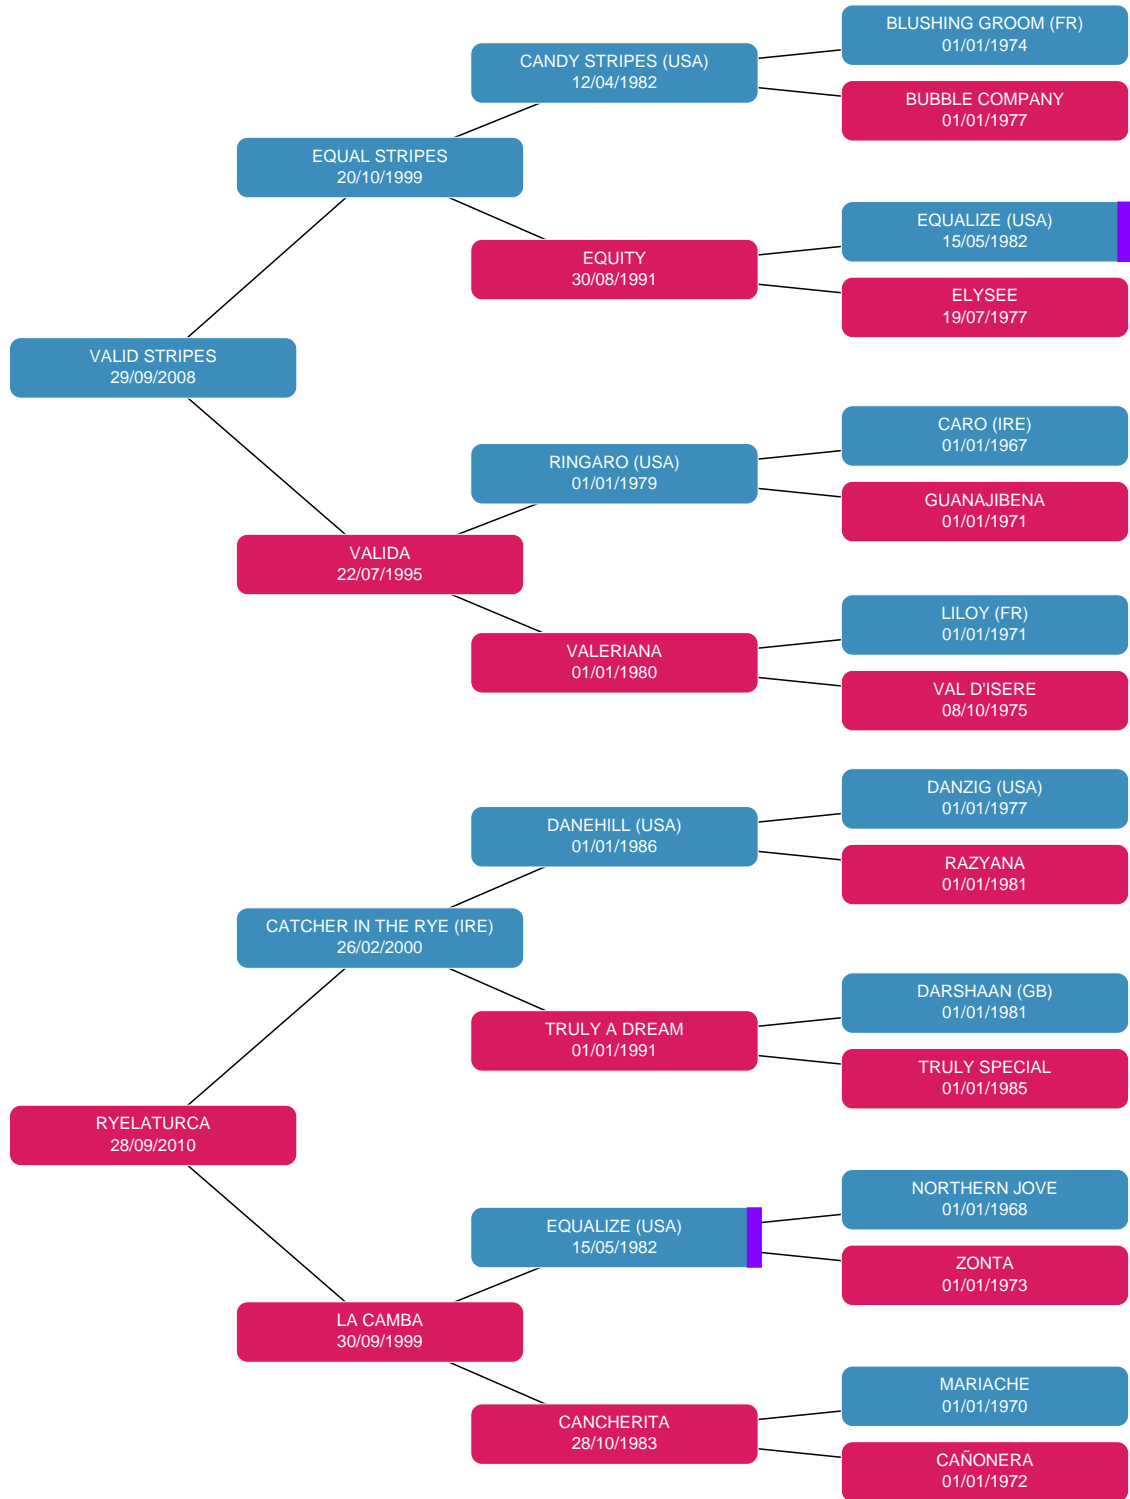 BLUSHING GROOM (FR)
01/01/1974
CANDY STRIPES (USA)
12/04/1982
BUBBLE COMPANY
01/01/1977
EQUAL STRIPES
20/10/1999
EQUALIZE (USA)
15/05/1982
EQUITY
30/08/1991
ELYSEE
19/07/1977
VALID STRIPES
29/09/2008
CARO (IRE)
01/01/1967
RINGARO (USA)
01/01/1979
GUANAJIBENA
01/01/1971
VALIDA
22/07/1995
LILOY (FR)
01/01/1971
VALERIANA
01/01/1980
VAL D'ISERE
08/10/1975
DANZIG (USA)
01/01/1977
DANEHILL (USA)
01/01/1986
RAZYANA
01/01/1981
CATCHER IN THE RYE (IRE)
26/02/2000
DARSHAAN (GB)
01/01/1981
TRULY A DREAM
01/01/1991
TRULY SPECIAL
01/01/1985
RYELATURCA
28/09/2010
NORTHERN JOVE
01/01/1968
EQUALIZE (USA)
15/05/1982
ZONTA
01/01/1973
LA CAMBA
30/09/1999
MARIACHE
01/01/1970
CANCHERITA
28/10/1983
CAÑONERA
01/01/1972